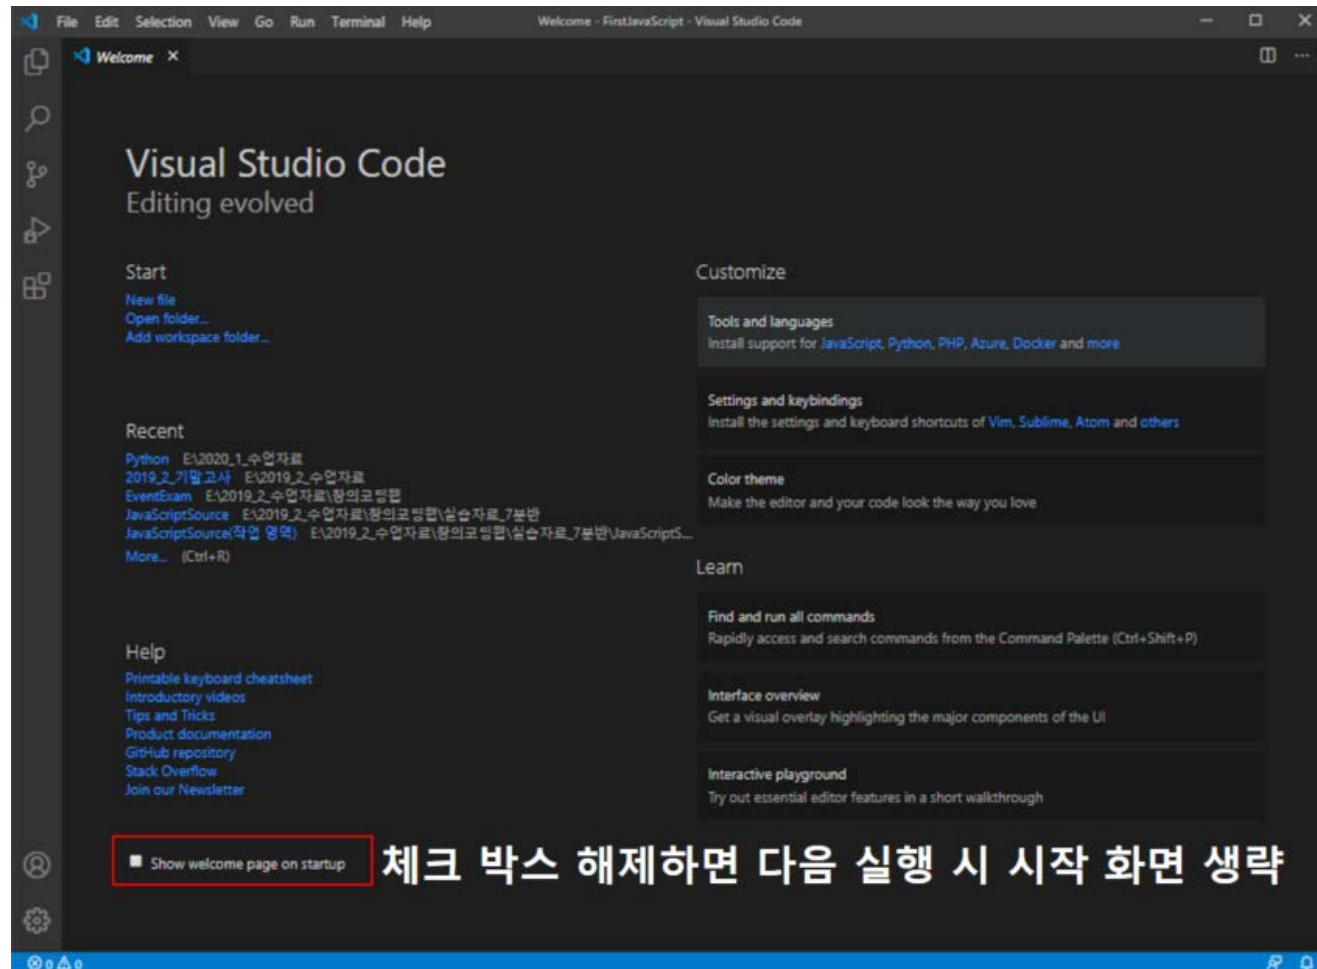 File Edit Selection View Go Run Terminal Help
Welcome - FirstJavaScript - Visual Studio Code
Welcome
Visual Studio Code
Editing evolved
Start
New file
Open folder...
Add workspace folder...
Recent
Python E:\2020_1_수업자료
2019_2_기말고사 E:\2019_2_수업자료
EventExam E:\2019_2_수업자료\창의코딩랩
JavaScriptSource E:\2019_2_수업자료\창의코딩랩\실습자료_7분반
JavaScriptSource(작업 영역) E:\2019_2_수업자료\창의코딩랩\실습자료_7분반\JavaScriptS...
More... (Ctrl+R)
Help
Printable keyboard cheatsheet
Introductory videos
Tips and Tricks
Product documentation
GitHub repository
Stack Overflow
Join our Newsletter
Customize
Tools and languages
Install support for JavaScript, Python, PHP, Azure, Docker and more
Settings and keybindings
Install the settings and keyboard shortcuts of Vim, Sublime, Atom and others
Color theme
Make the editor and your code look the way you love
Learn
Find and run all commands
Rapidly access and search commands from the Command Palette (Ctrl+Shift+P)
Interface overview
Get a visual overlay highlighting the major components of the UI
Interactive playground
Try out essential editor features in a short walkthrough
Show welcome page on startup
체크 박스 해제하면 다음 실행 시 시작 화면 생략
0 0